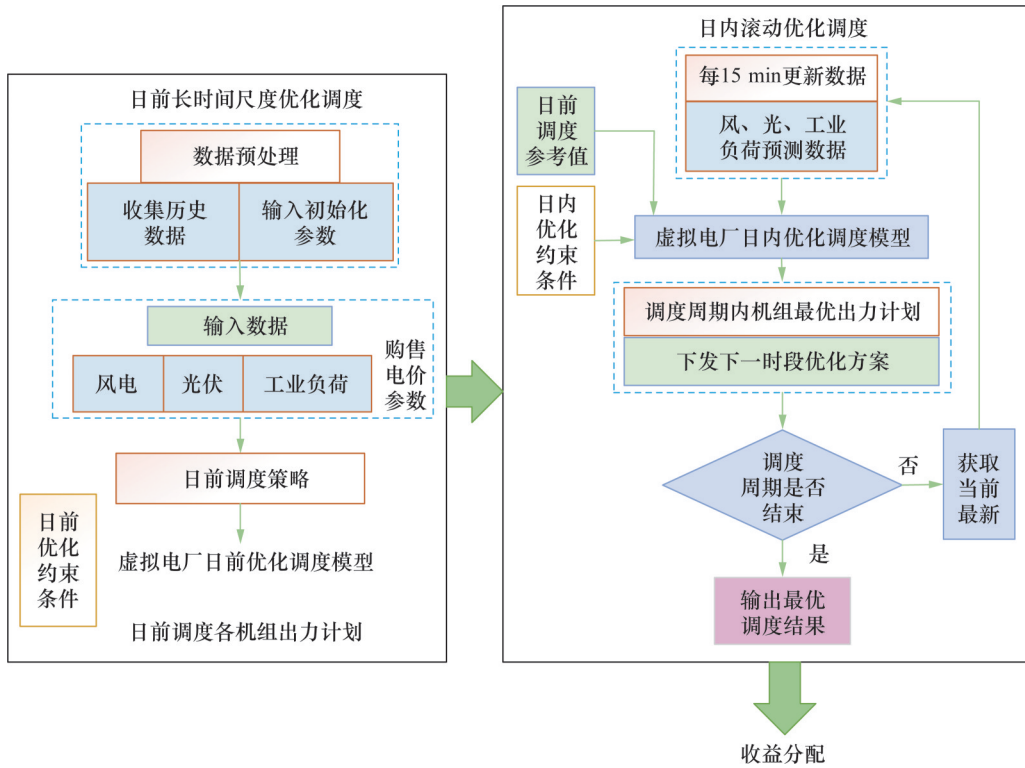 日前长时间尺度优化调度
数据预处理
收集历史
数据
输入初始化
参数
输入数据
风电
光伏
工业负荷
购售
电价
参数
日前调度策略
日前
优化
约束
条件
虚拟电厂日前优化调度模型
日前调度各机组出力计划
日内滚动优化调度
每15 min更新数据
风、光、工业
负荷预测数据
日前
调度
参考值
日内
优化
约束
条件
虚拟电厂日内优化调度模型
调度周期内机组最优出力计划
下发下一时段优化方案
调度
周期是否
结束
否
获取
当前
最新
是
输出最优
调度结果
收益分配